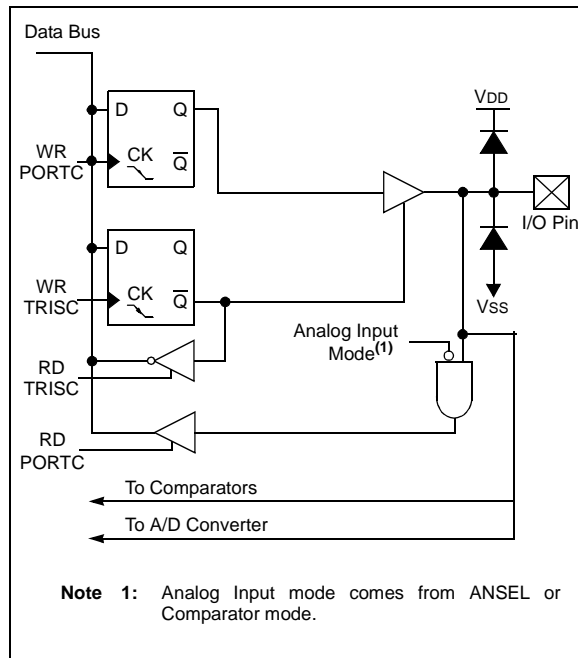 Data Bus
D Q
WR
PORTC
CK Q
VDD
I/O Pin
D Q
WR
TRISC
CK Q
VSS
Analog Input
Mode(1)
RD
TRISC
RD
PORTC
To Comparators
To A/D Converter
Note 1: Analog Input mode comes from ANSEL or
Comparator mode.